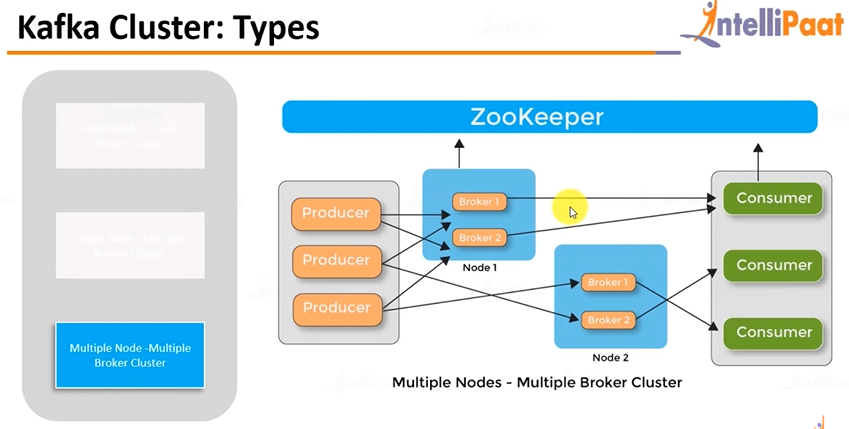 Kafka Cluster: Types
INTELLIPAAT
Multiple Node -Multiple
Broker Cluster
ZooKeeper
Producer
Producer
Producer
Broker 1
Broker 2
Node 1
Broker 1
Broker 2
Node 2
Consumer
Consumer
Consumer
Multiple Nodes - Multiple Broker Cluster